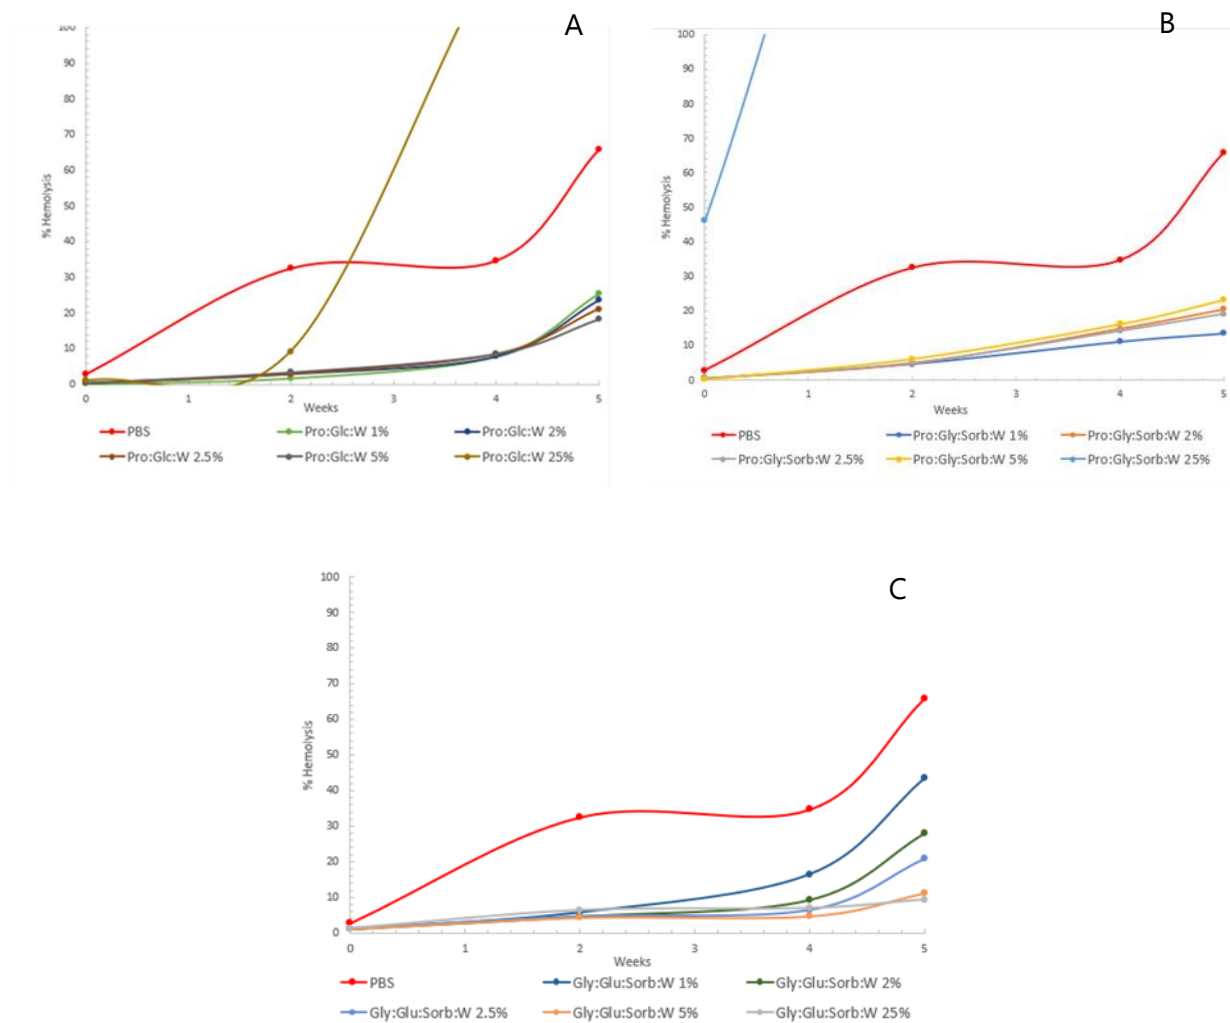 A
100
90
80
70
60
50
40
30
20
10
0
% Hemolysis
0 1 2 3 4 5
Weeks
PBS Pro:Glc:W 1% Pro:Glc:W 2%
Pro:Glc:W 2.5% Pro:Glc:W 5% Pro:Glc:W 25%
B
100
90
80
70
60
50
40
30
20
10
0
% Hemolysis
0 1 2 3 4 5
Weeks
PBS Pro:Gly:Sorb:W 1% Pro:Gly:Sorb:W 2%
Pro:Gly:Sorb:W 2.5% Pro:Gly:Sorb:W 5% Pro:Gly:Sorb:W 25%
C
100
90
80
70
60
50
40
30
20
10
0
% Hemolysis
0 1 2 3 4 5
Weeks
PBS Gly:Glu:Sorb:W 1% Gly:Glu:Sorb:W 2%
Gly:Glu:Sorb:W 2.5% Gly:Glu:Sorb:W 5% Gly:Glu:Sorb:W 25%